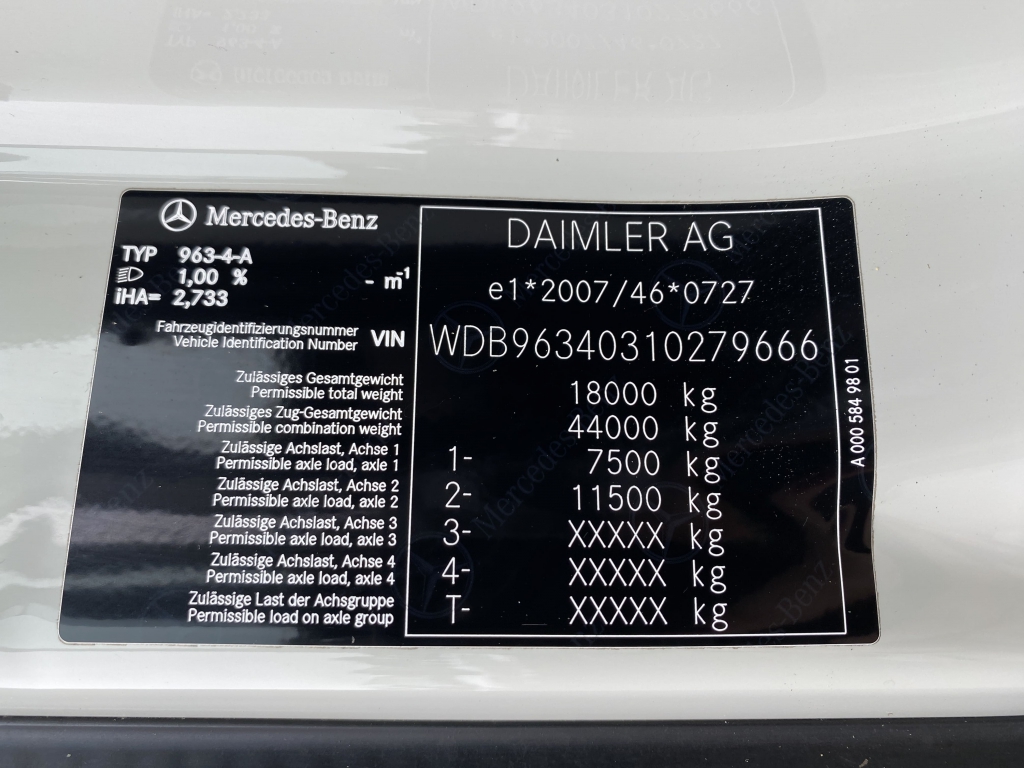 Mercedes-Benz
TYP 963-4-A
1,00 % - m⁻¹
iHA= 2,733
DAIMLER AG
e1*2007/46*0727
Fahrzeugidentifizierungsnummer
Vehicle Identification Number VIN WDB96340310279666
Zulässiges Gesamtgewicht
Permissible total weight 18000 kg
Zulässiges Zug-Gesamtgewicht
Permissible combination weight 44000 kg
Zulässige Achslast, Achse 1
Permissible axle load, axle 1 1- 7500 kg
Zulässige Achslast, Achse 2
Permissible axle load, axle 2 2- 11500 kg
Zulässige Achslast, Achse 3
Permissible axle load, axle 3 3- XXXXX kg
Zulässige Achslast, Achse 4
Permissible axle load, axle 4 4- XXXXX kg
Zulässige Last der Achsgruppe
Permissible load on axle group T- XXXXX kg
A 000 584 98 01